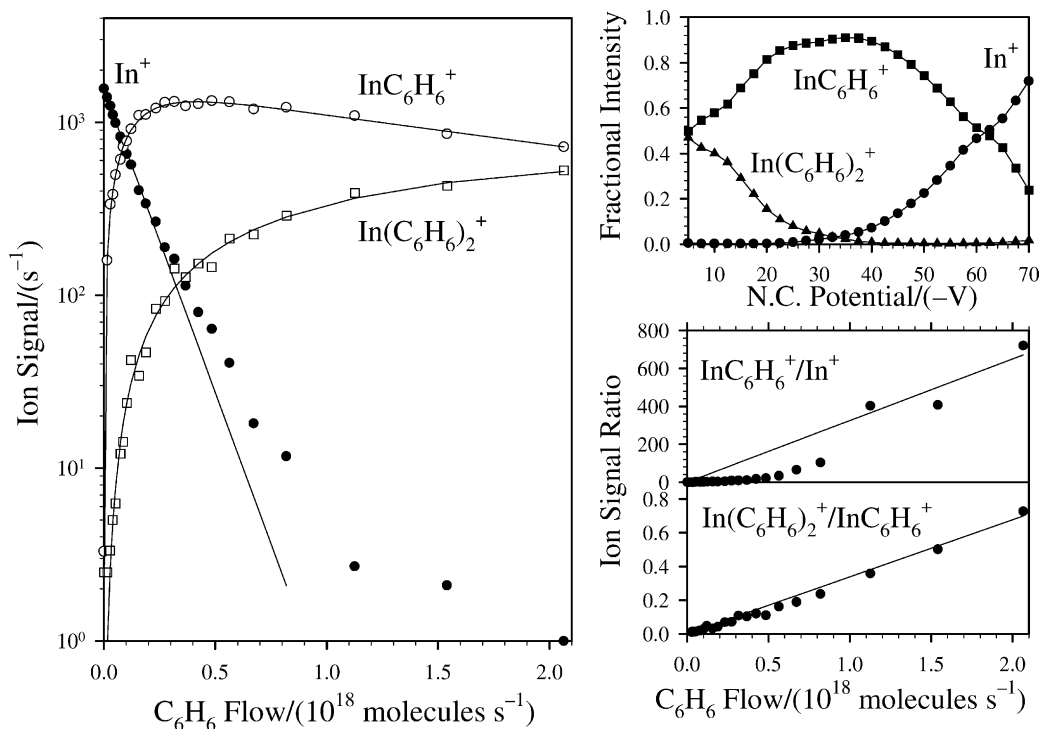 In⁺
InC₆H₆⁺
In(C₆H₆)₂⁺
Ion Signal/(s⁻¹)
10³
10²
10¹
10⁰
0.0 0.5 1.0 1.5 2.0
C₆H₆ Flow/(10¹⁸ molecules s⁻¹)
Fractional Intensity
1.0
0.8
0.6
0.4
0.2
0.0
InC₆H₆⁺
In⁺
In(C₆H₆)₂⁺
10 20 30 40 50 60 70
N.C. Potential/(–V)
Ion Signal Ratio
800
600
400
200
0
InC₆H₆⁺/In⁺
0.8
0.6
0.4
0.2
0.0
In(C₆H₆)₂⁺/InC₆H₆⁺
0.0 0.5 1.0 1.5 2.0
C₆H₆ Flow/(10¹⁸ molecules s⁻¹)